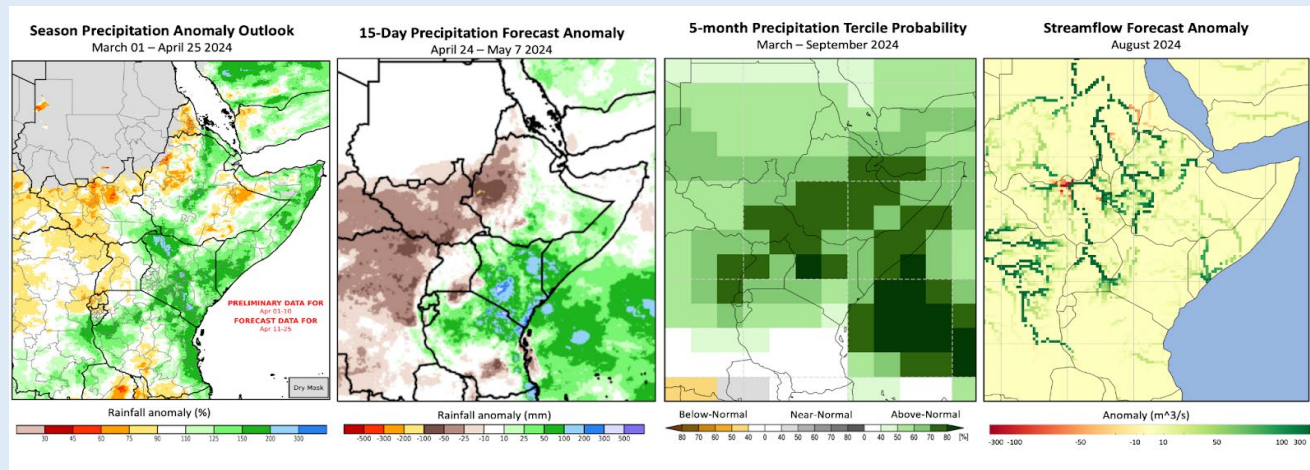 Season Precipitation Anomaly Outlook
March 01 – April 25 2024
PRELIMINARY DATA FOR
Apr 01-10
FORECAST DATA FOR
Apr 11-25
Dry Mask
Rainfall anomaly (%)
30 45 60 75 90 110 125 150 200 300
15-Day Precipitation Forecast Anomaly
April 24 – May 7 2024
Rainfall anomaly (mm)
-500 -300 -200 -100 -50 -25 -10 10 25 50 100 200 300 500
5-month Precipitation Tercile Probability
March – September 2024
Below-Normal Near-Normal Above-Normal
80 70 60 50 40 0 40 50 60 70 80 0 40 50 60 70 80 [%]
Streamflow Forecast Anomaly
August 2024
Anomaly (m^3/s)
-300 -100 -50 -10 10 50 100 300